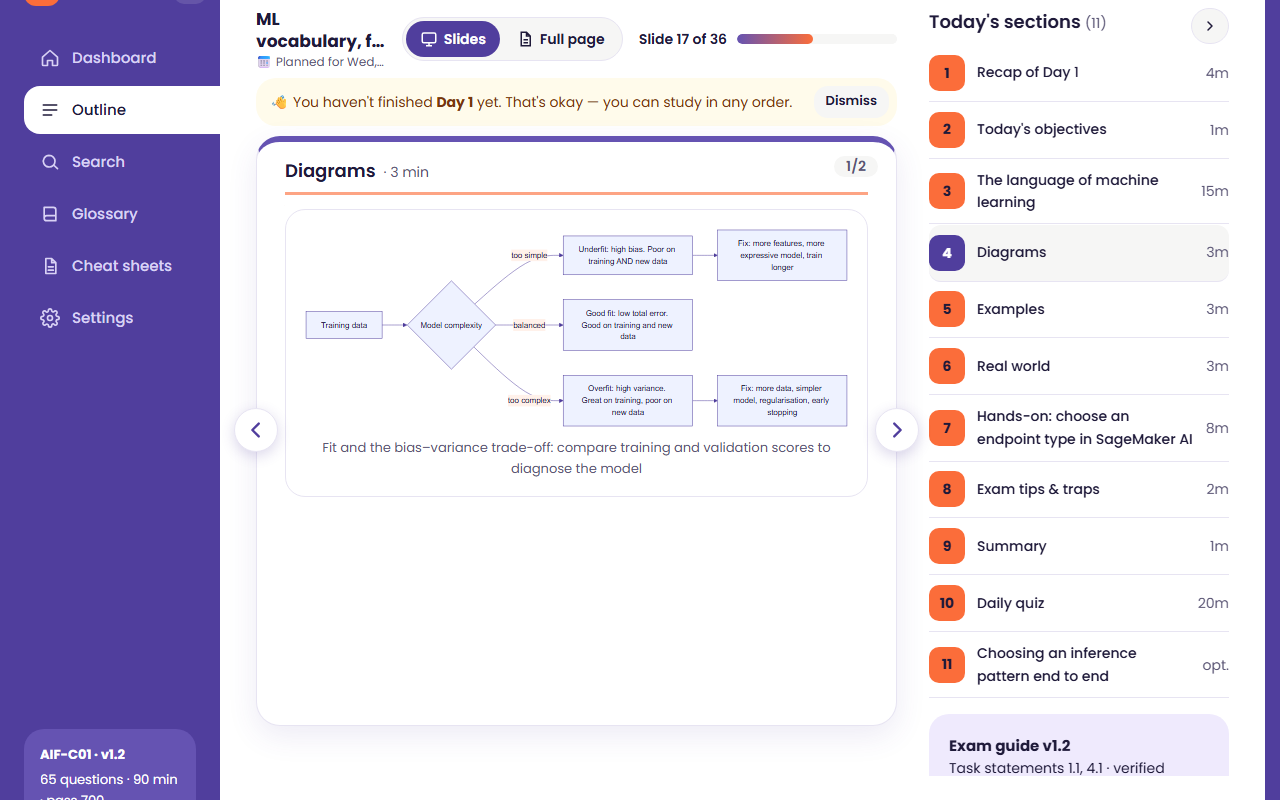 Dashboard
Outline
Search
Glossary
Cheat sheets
Settings
AIF-C01 · v1.2
65 questions · 90 min
· pass 700
ML
vocabulary, f...
Planned for Wed,...
Slides
Full page
Slide 17 of 36
👋 You haven't finished Day 1 yet. That's okay — you can study in any order.
Dismiss
Diagrams · 3 min
1/2
Training data
Model complexity
too simple
balanced
too complex
Underfit: high bias. Poor on
training AND new data
Fix: more features, more
expressive model, train
longer
Good fit: low total error.
Good on training and new
data
Overfit: high variance.
Great on training, poor on
new data
Fix: more data, simpler
model, regularisation, early
stopping
Fit and the bias–variance trade-off: compare training and validation scores to
diagnose the model
Today's sections (11)
1 Recap of Day 1 4m
2 Today's objectives 1m
3 The language of machine
learning 15m
4 Diagrams 3m
5 Examples 3m
6 Real world 3m
7 Hands-on: choose an
endpoint type in SageMaker AI 8m
8 Exam tips & traps 2m
9 Summary 1m
10 Daily quiz 20m
11 Choosing an inference
pattern end to end opt.
Exam guide v1.2
Task statements 1.1, 4.1 · verified